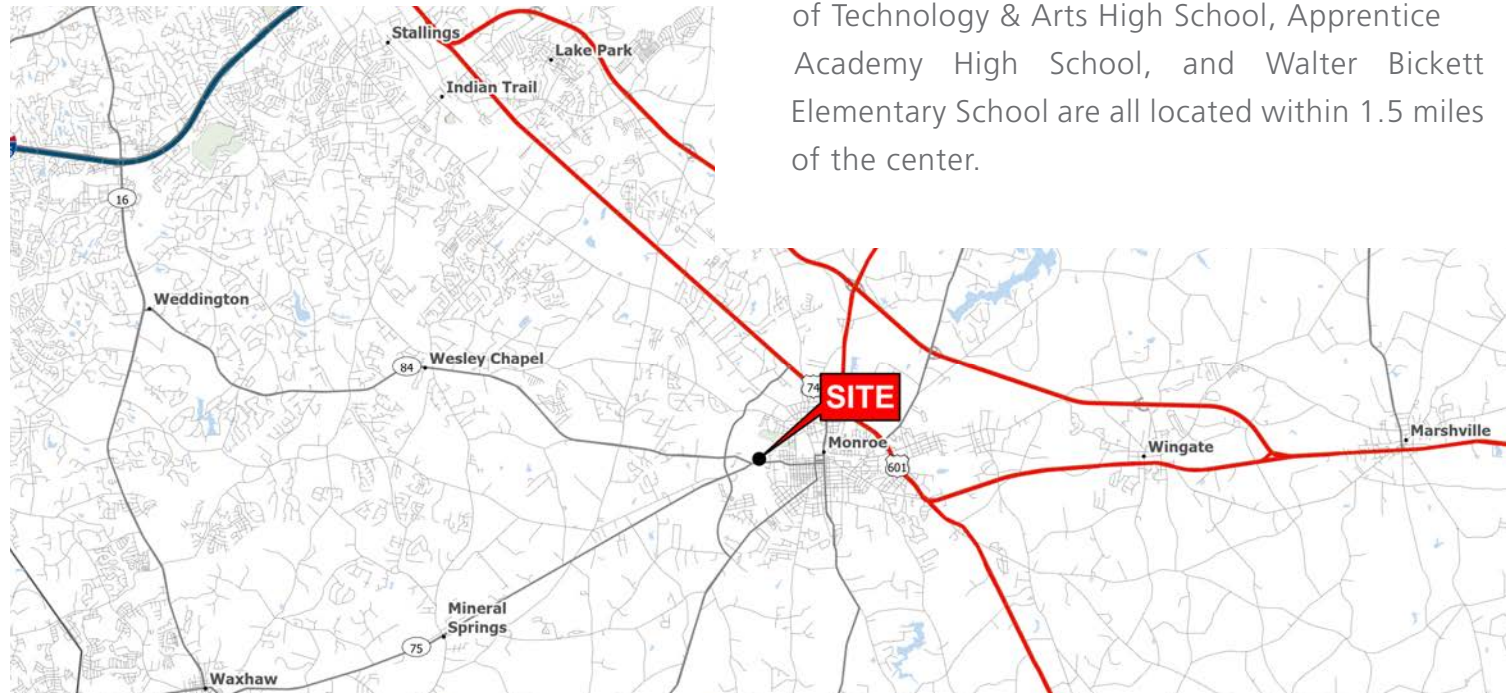 of Technology & Arts High School, Apprentice
Academy High School, and Walter Bickett
Elementary School are all located within 1.5 miles
of the center.
Stallings
Lake Park
Indian Trail
16
Weddington
84
Wesley Chapel
74
SITE
Monroe
601
Wingate
Marshville
Mineral
Springs
75
Waxhaw